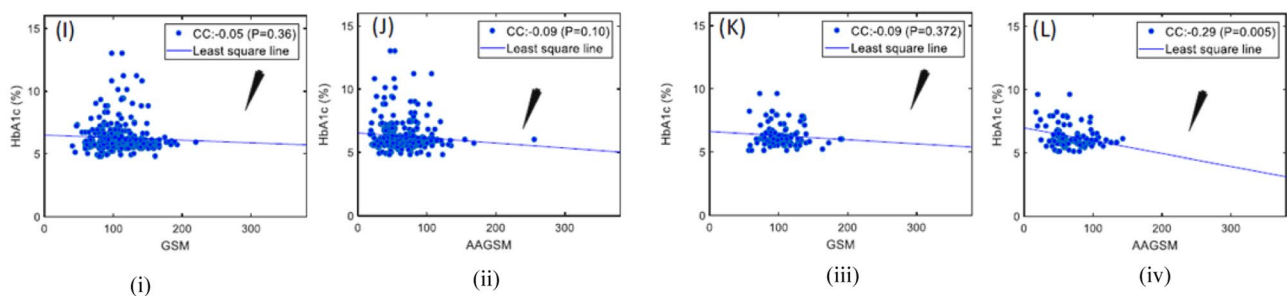 (I)
CC:-0.05 (P=0.36)
Least square line
15
10
5
0
HbA1c (%)
0 100 200 300
GSM
(i)
(J)
CC:-0.09 (P=0.10)
Least square line
15
10
5
0
HbA1c (%)
0 100 200 300
AAGSM
(ii)
(K)
CC:-0.09 (P=0.372)
Least square line
15
10
5
0
HbA1c (%)
0 100 200 300
GSM
(iii)
(L)
CC:-0.29 (P=0.005)
Least square line
15
10
5
0
HbA1c (%)
0 100 200 300
AAGSM
(iv)